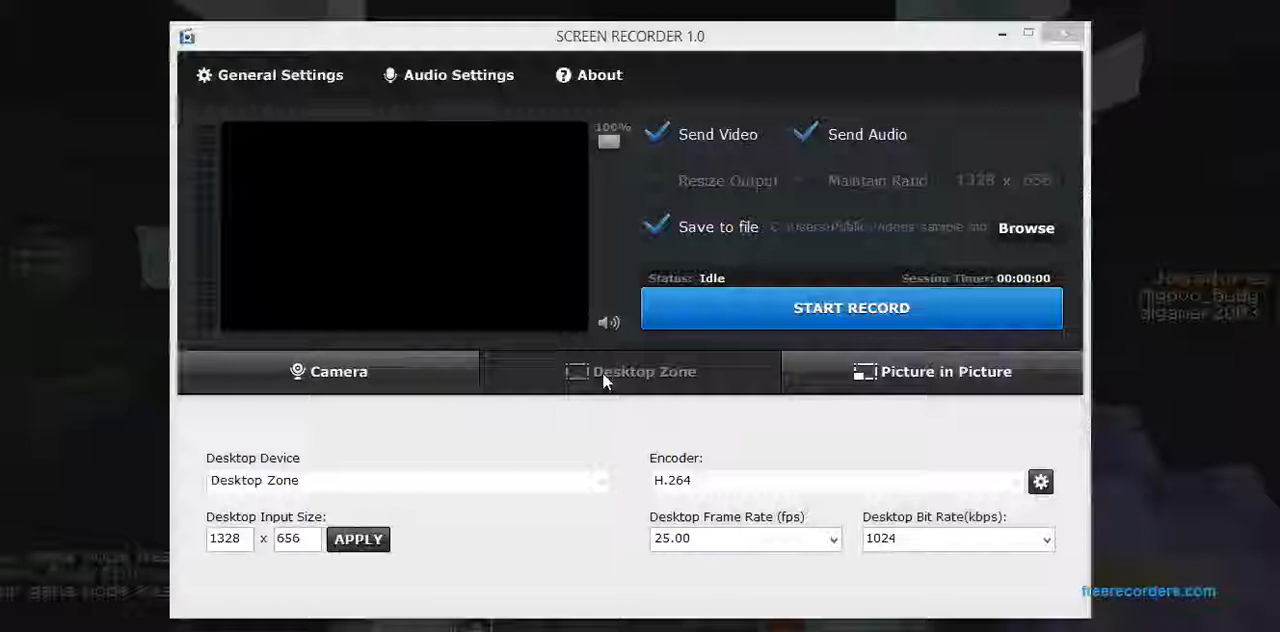 SCREEN RECORDER 1.0
General Settings Audio Settings About
100%
Send Video Send Audio
Resize Output Maintain 1328 x 656
Save to file Browse
Status: Idle Session Timer: 00:00:00
START RECORD
Camera Desktop Zone Picture in Picture
Desktop Device Encoder:
Desktop Zone H.264
Desktop Input Size: Desktop Frame Rate (fps) Desktop Bit Rate(kbps):
1328 x 656 APPLY 25.00 1024
freerecorders.com
Jogadores